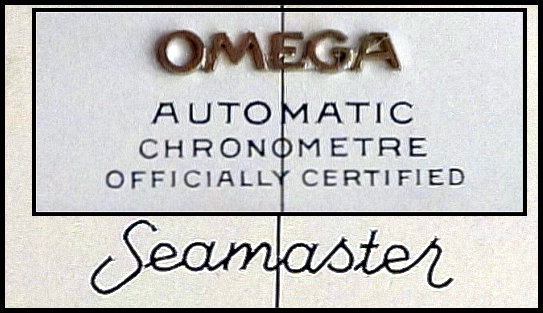 OMEGA
AUTOMATIC
CHRONOMETRE
OFFICIALLY CERTIFIED
Seamaster